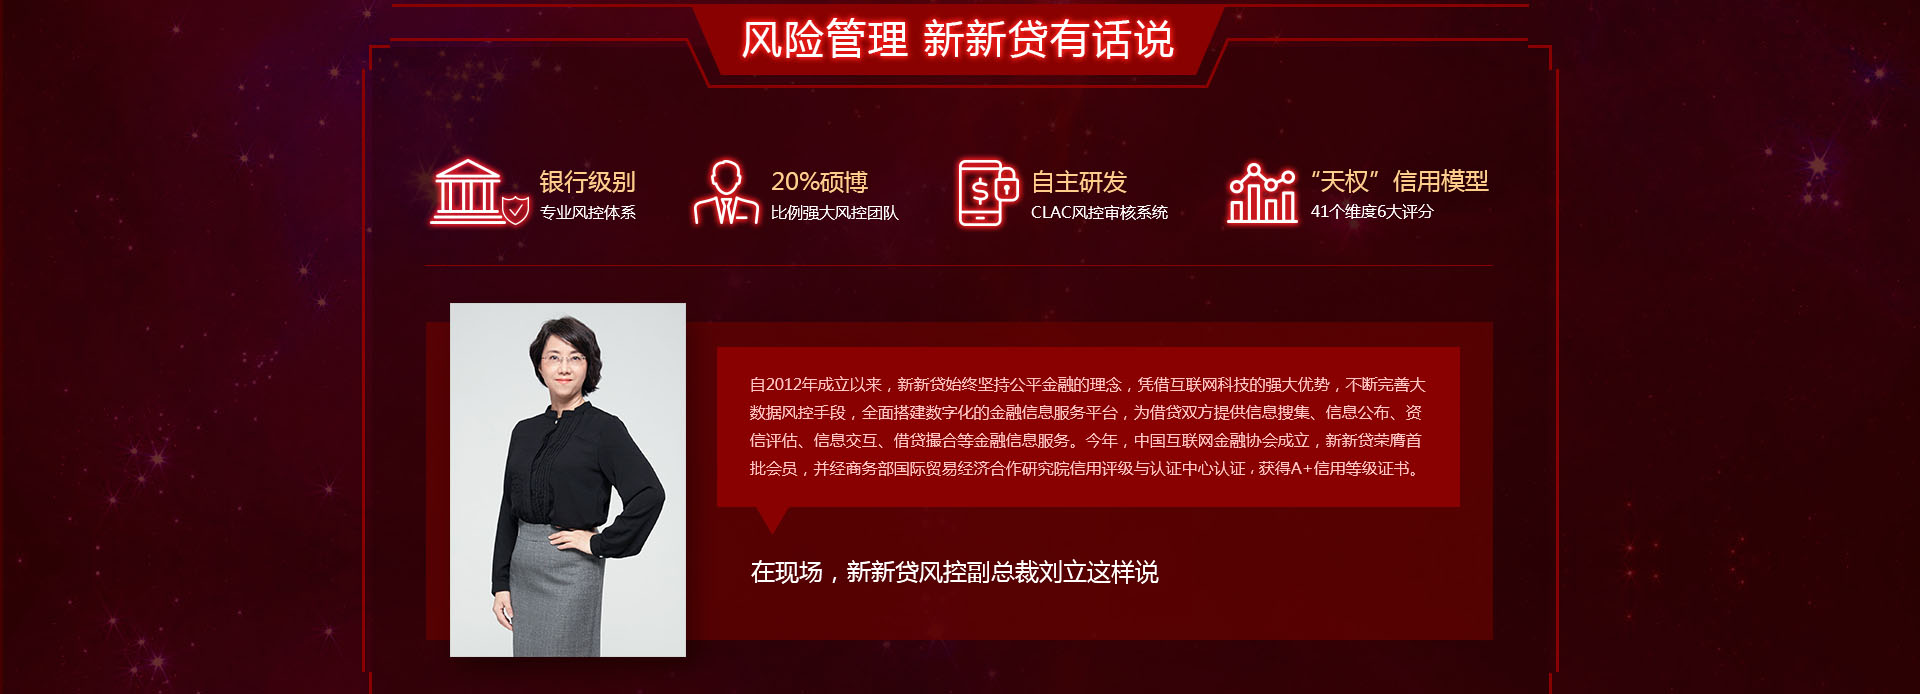 风险管理 新新贷有话说
银行级别
专业风控体系
20%硕博
比例强大风控团队
自主研发
CLAC风控审核系统
“天权”信用模型
41个维度6大评分
自2012年成立以来，新新贷始终坚持公平金融的理念，凭借互联网科技的强大优势，不断完善大
数据风控手段，全面搭建数字化的金融信息服务平台，为借贷双方提供信息搜集、信息公布、资
信评估、信息交互、借贷撮合等金融信息服务。今年，中国互联网金融协会成立，新新贷荣膺首
批会员，并经商务部国际贸易经济合作研究院信用评级与认证中心认证，获得A+信用等级证书。
在现场，新新贷风控副总裁刘立这样说